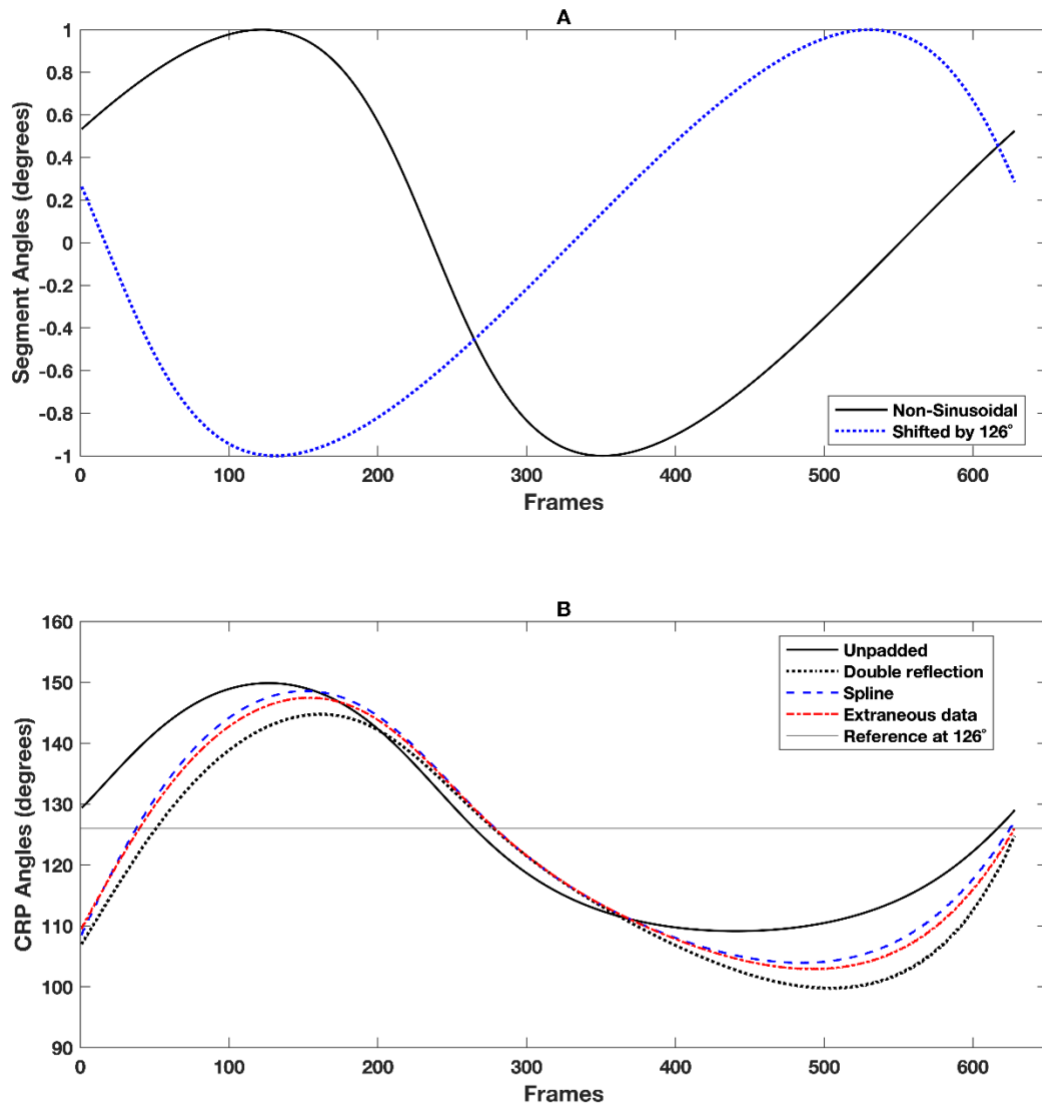 A
Segment Angles (degrees)
1
0.8
0.6
0.4
0.2
0
-0.2
-0.4
-0.6
-0.8
-1
Non-Sinusoidal
Shifted by 126°
0 100 200 300 400 500 600
Frames
B
CRP Angles (degrees)
160
150
140
130
120
110
100
90
Unpadded
Double reflection
Spline
Extraneous data
Reference at 126°
0 100 200 300 400 500 600
Frames